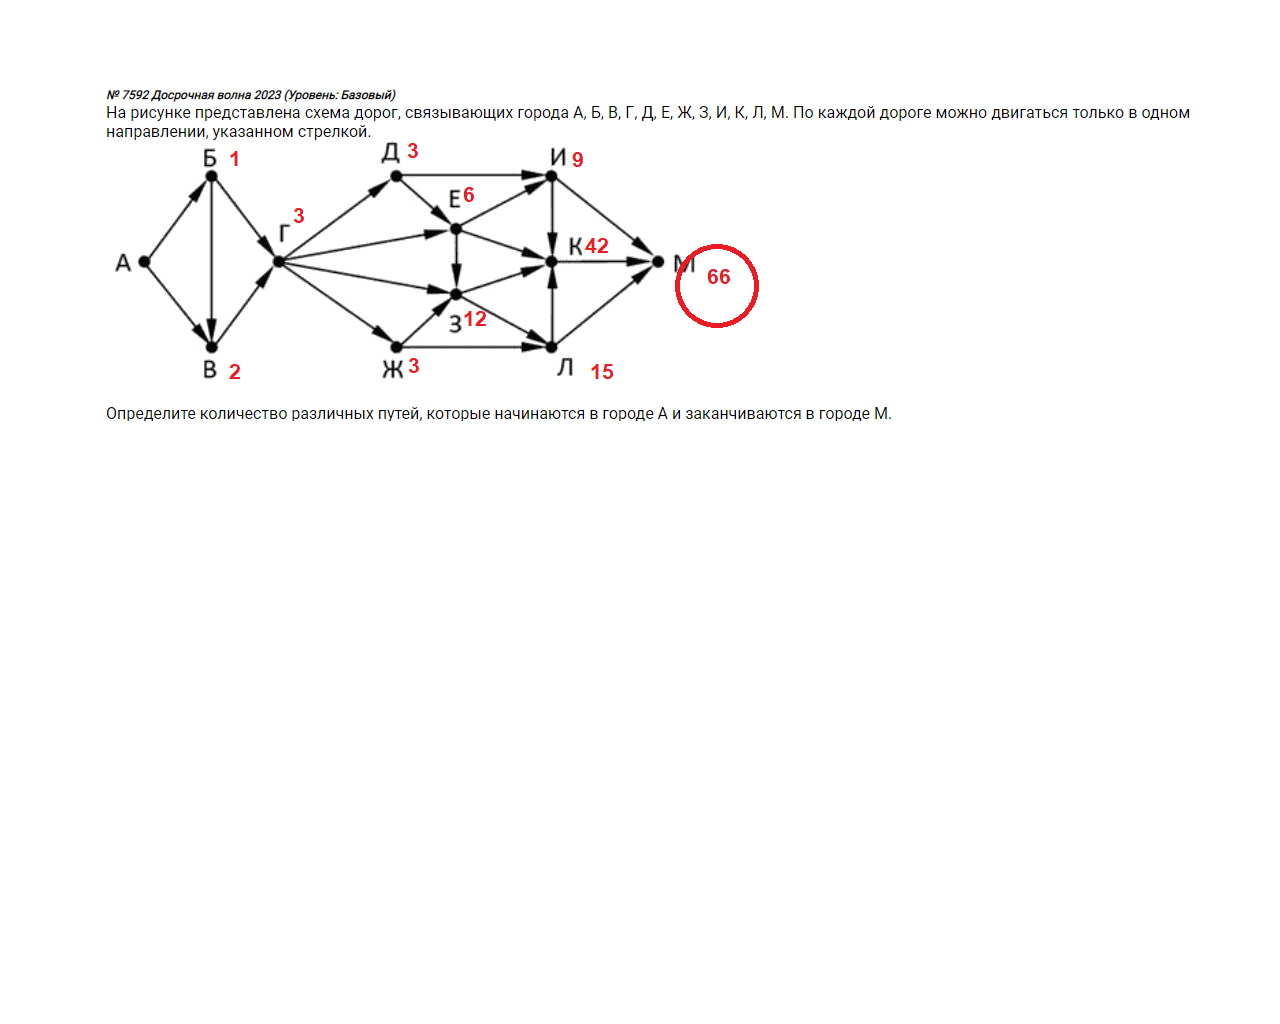 № 7592 Досрочная волна 2023 (Уровень: Базовый)
На рисунке представлена схема дорог, связывающих города А, Б, В, Г, Д, Е, Ж, З, И, К, Л, М. По каждой дороге можно двигаться только в одном
направлении, указанном стрелкой.
Б 1
Д 3
И 9
Е 6
Г 3
А
К 42
М 66
З 12
В 2
Ж 3
Л 15
Определите количество различных путей, которые начинаются в городе А и заканчиваются в городе М.